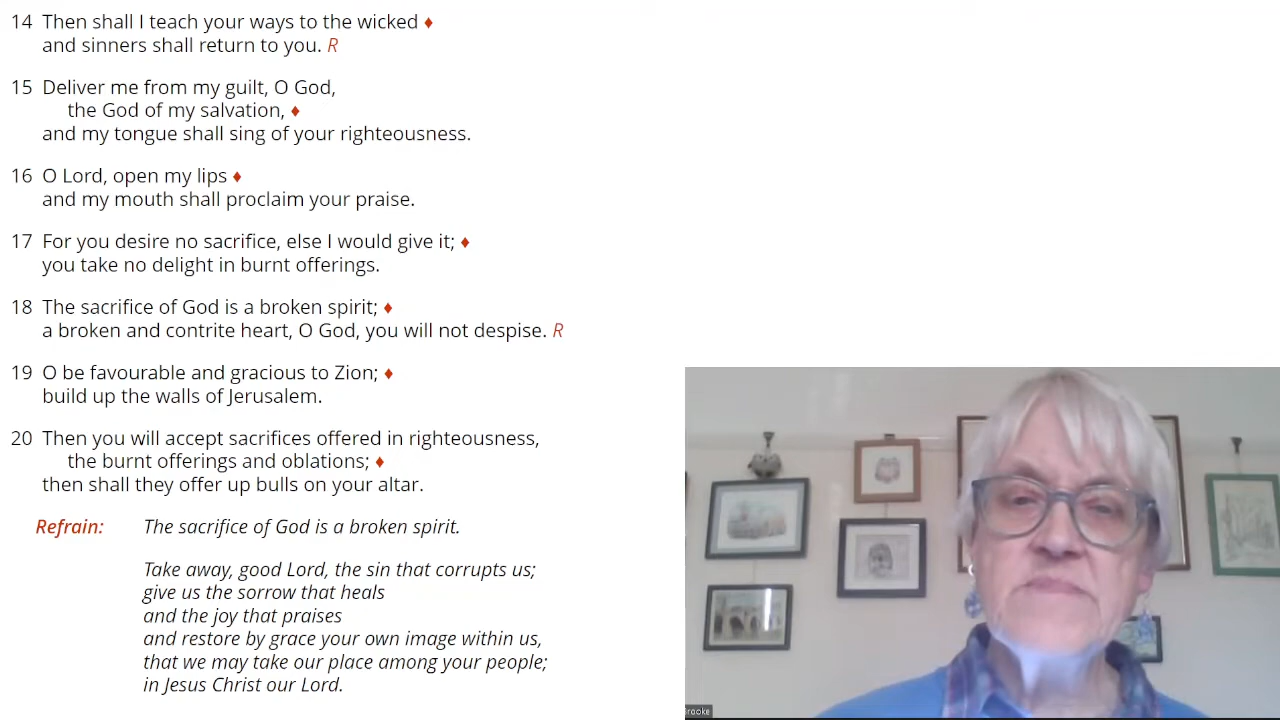 14 Then shall I teach your ways to the wicked ♦
and sinners shall return to you. R
15 Deliver me from my guilt, O God,
the God of my salvation, ♦
and my tongue shall sing of your righteousness.
16 O Lord, open my lips ♦
and my mouth shall proclaim your praise.
17 For you desire no sacrifice, else I would give it; ♦
you take no delight in burnt offerings.
18 The sacrifice of God is a broken spirit; ♦
a broken and contrite heart, O God, you will not despise. R
19 O be favourable and gracious to Zion; ♦
build up the walls of Jerusalem.
20 Then you will accept sacrifices offered in righteousness,
the burnt offerings and oblations; ♦
then shall they offer up bulls on your altar.
Refrain: The sacrifice of God is a broken spirit.
Take away, good Lord, the sin that corrupts us;
give us the sorrow that heals
and the joy that praises
and restore by grace your own image within us,
that we may take our place among your people;
in Jesus Christ our Lord.